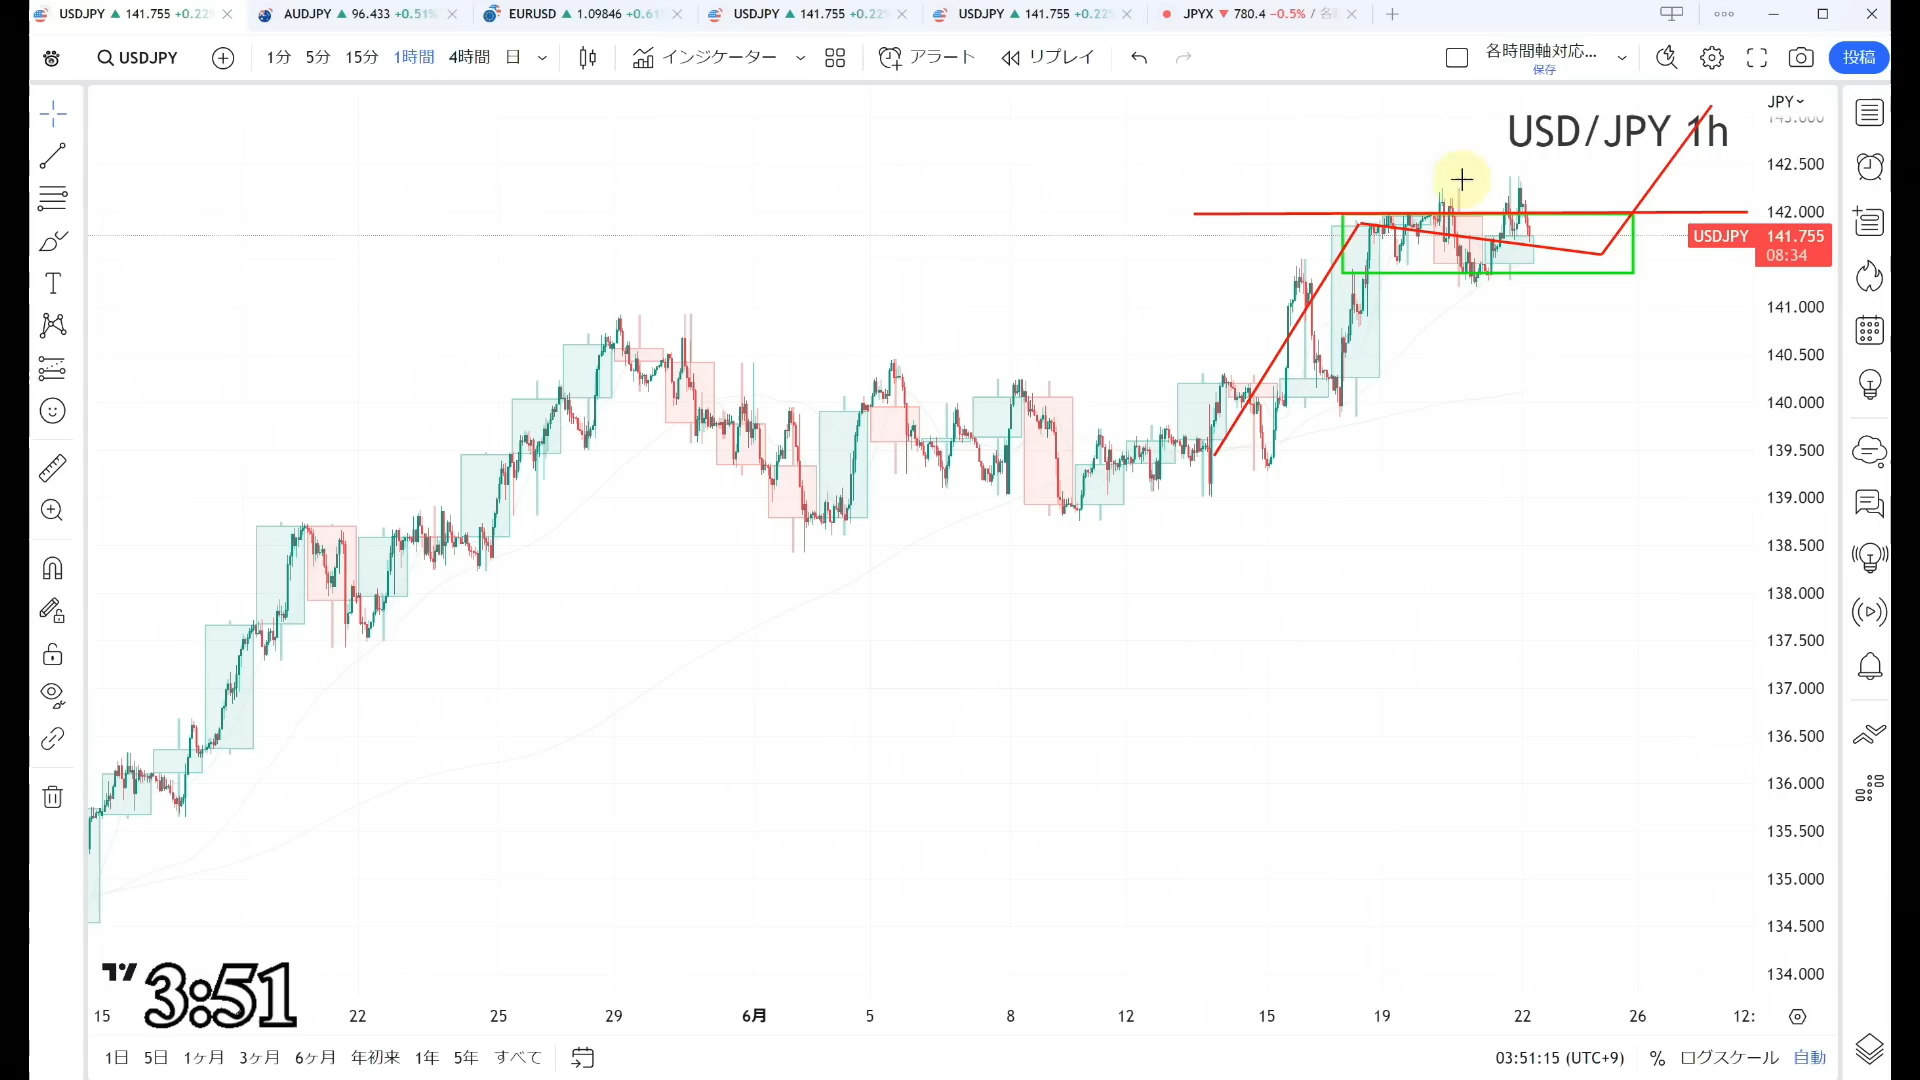 USDJPY ▲ 141.755 +0.22%
AUDJPY ▲ 96.433 +0.51%
EURUSD ▲ 1.09846 +0.61%
USDJPY ▲ 141.755 +0.22%
USDJPY ▲ 141.755 +0.22%
JPYX ▼ 780.4 −0.5% / 各
USDJPY
1分 5分 15分 1時間 4時間 日
インジケーター
アラート
リプレイ
各時間軸対応...
保存
投稿
USD/JPY 1h
JPY
143.000
142.500
142.000
USDJPY 141.755
08:34
141.000
140.500
140.000
139.500
139.000
138.500
138.000
137.500
137.000
136.500
136.000
135.500
135.000
134.500
134.000
3:51
15 22 25 29 6月 5 8 12 15 19 22 26 12:
1日 5日 1ヶ月 3ヶ月 6ヶ月 年初来 1年 5年 すべて
03:51:15 (UTC+9) % ログスケール 自動